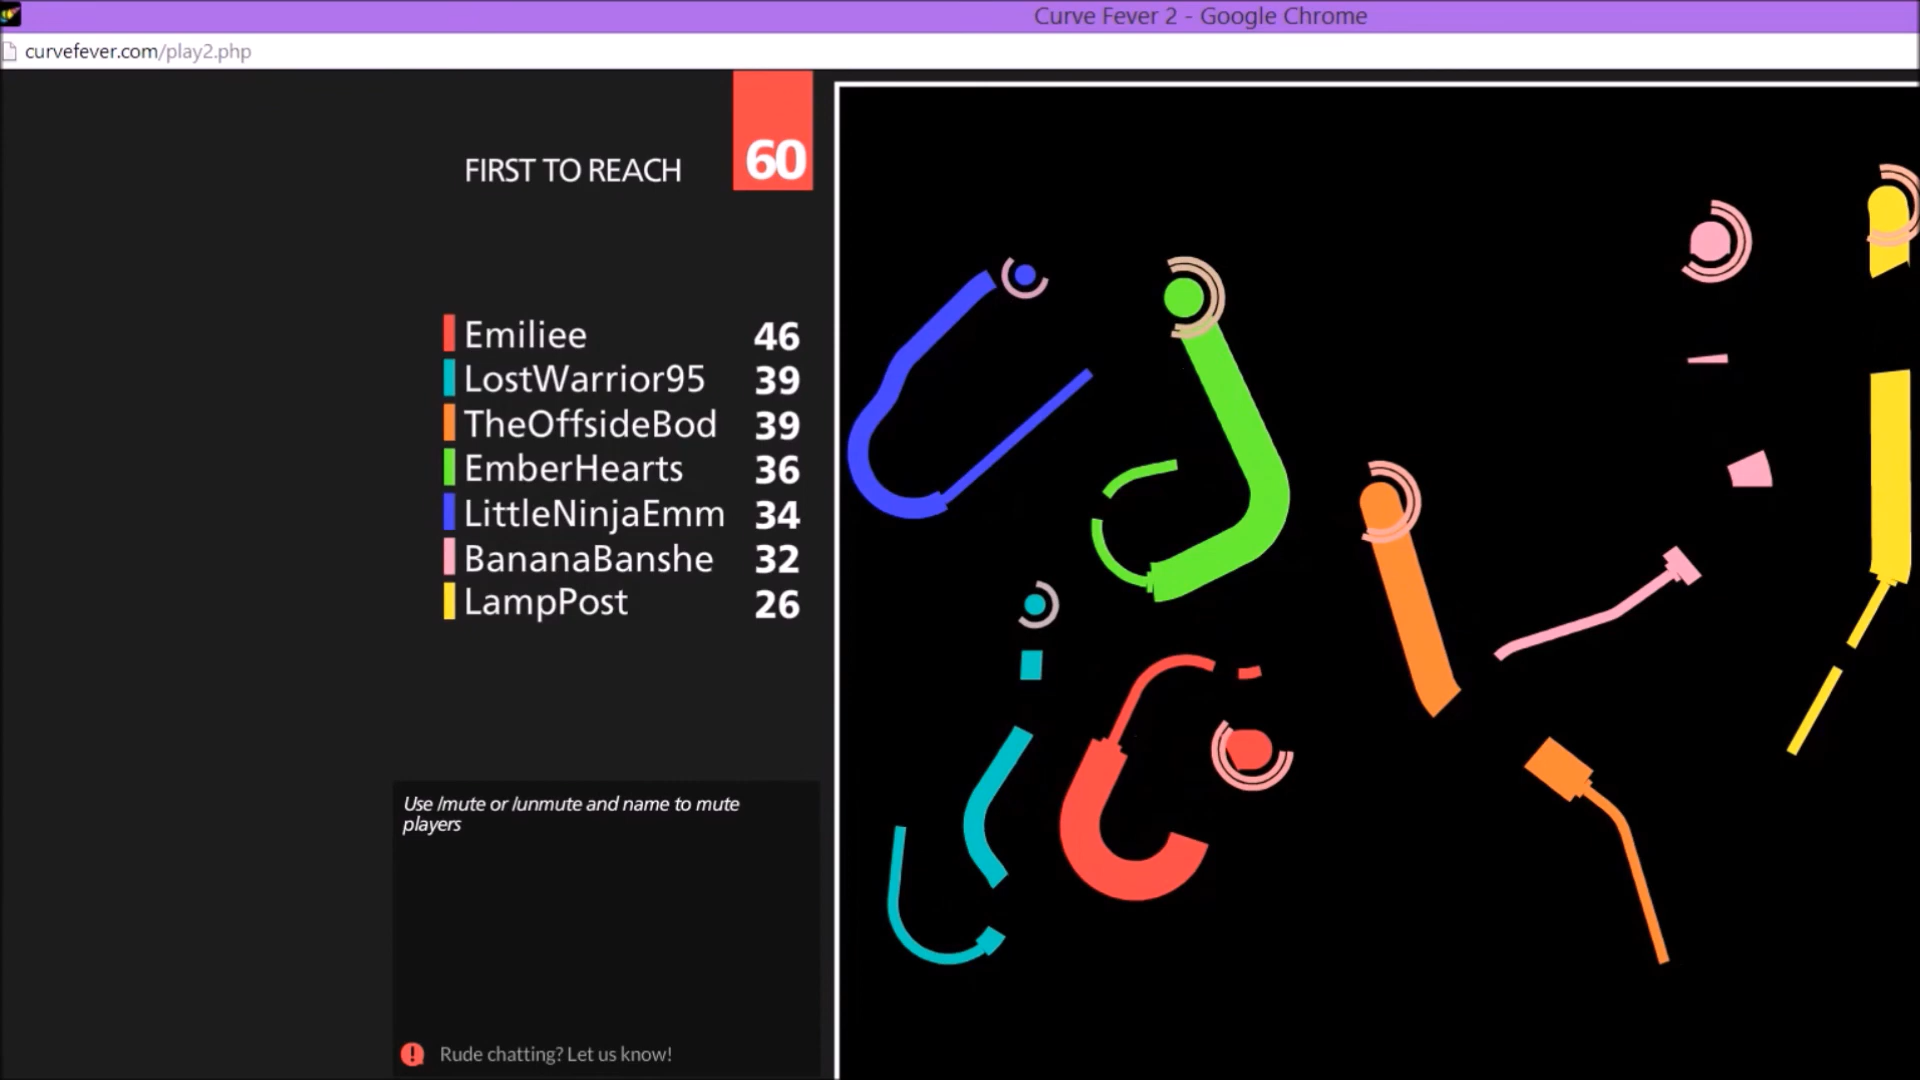 Curve Fever 2 - Google Chrome
curvefever.com/play2.php
FIRST TO REACH 60
Emiliee 46
LostWarrior95 39
TheOffsideBod 39
EmberHearts 36
LittleNinjaEmm 34
BananaBanshe 32
LampPost 26
Use /mute or /unmute and name to mute
players
! Rude chatting? Let us know!